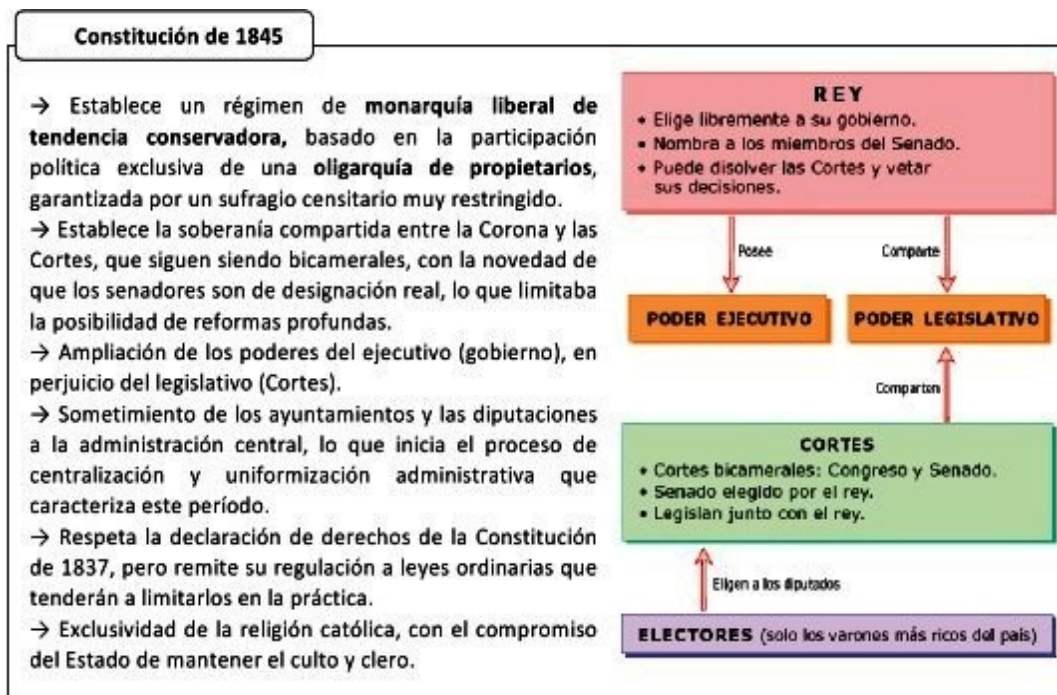 Constitución de 1845
→ Establece un régimen de monarquía liberal de
tendencia conservadora, basado en la participación
política exclusiva de una oligarquía de propietarios,
garantizada por un sufragio censitario muy restringido.
→ Establece la soberanía compartida entre la Corona y las
Cortes, que siguen siendo bicamerales, con la novedad de
que los senadores son de designación real, lo que limitaba
la posibilidad de reformas profundas.
→ Ampliación de los poderes del ejecutivo (gobierno), en
perjuicio del legislativo (Cortes).
→ Sometimiento de los ayuntamientos y las diputaciones
a la administración central, lo que inicia el proceso de
centralización y uniformización administrativa que
caracteriza este período.
→ Respeta la declaración de derechos de la Constitución
de 1837, pero remite su regulación a leyes ordinarias que
tenderán a limitarlos en la práctica.
→ Exclusividad de la religión católica, con el compromiso
del Estado de mantener el culto y clero.
REY
• Elige libremente a su gobierno.
• Nombra a los miembros del Senado.
• Puede disolver las Cortes y vetar
sus decisiones.
Posee
Comparte
PODER EJECUTIVO
PODER LEGISLATIVO
Comparten
CORTES
• Cortes bicamerales: Congreso y Senado.
• Senado elegido por el rey.
• Legislan junto con el rey.
Eligen a los diputados
ELECTORES (solo los varones más ricos del país)